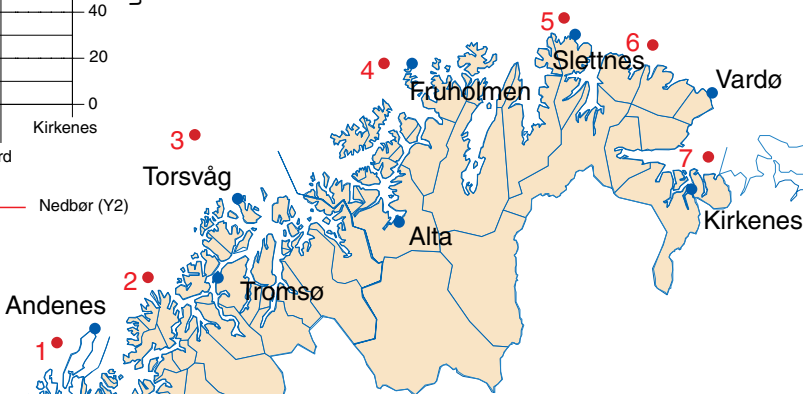 40
20
0
Kirkenes
rd
Nedbør (Y2)
5
6
Slettnes
Vardø
4
Fruholmen
3
Torsvåg
7
Kirkenes
Alta
2
Tromsø
Andenes
1